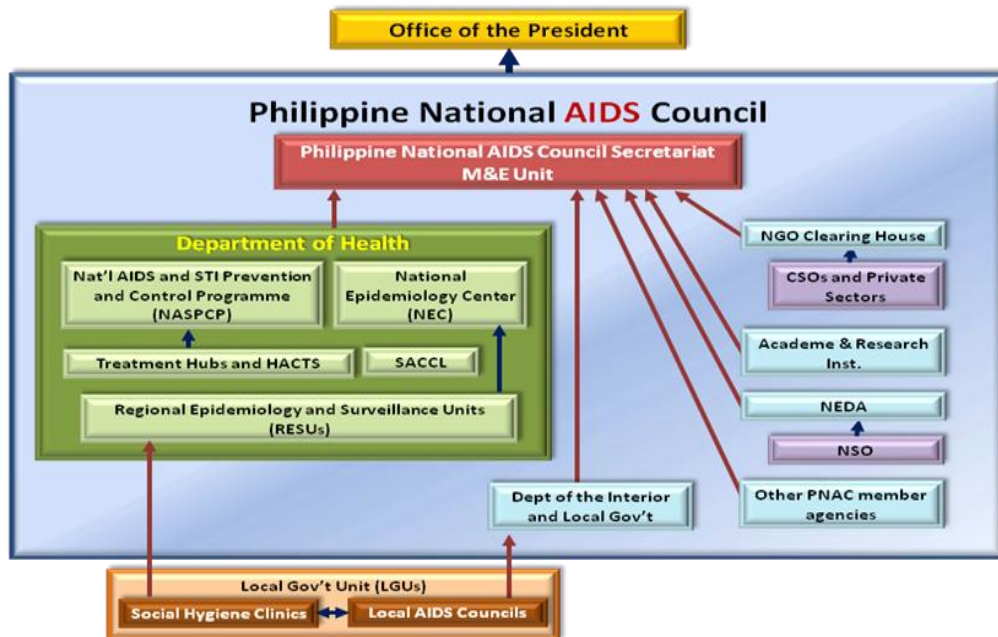 Office of the President
Philippine National AIDS Council
Philippine National AIDS Council Secretariat
M&E Unit
Department of Health
Nat'l AIDS and STI Prevention
and Control Programme
(NASPCP)
National
Epidemiology Center
(NEC)
Treatment Hubs and HACTS
SACCL
Regional Epidemiology and Surveillance Units
(RESUs)
NGO Clearing House
CSOs and Private
Sectors
Academe & Research
Inst.
NEDA
NSO
Other PNAC member
agencies
Dept of the Interior
and Local Gov't
Local Gov't Unit (LGUs)
Social Hygiene Clinics
Local AIDS Councils